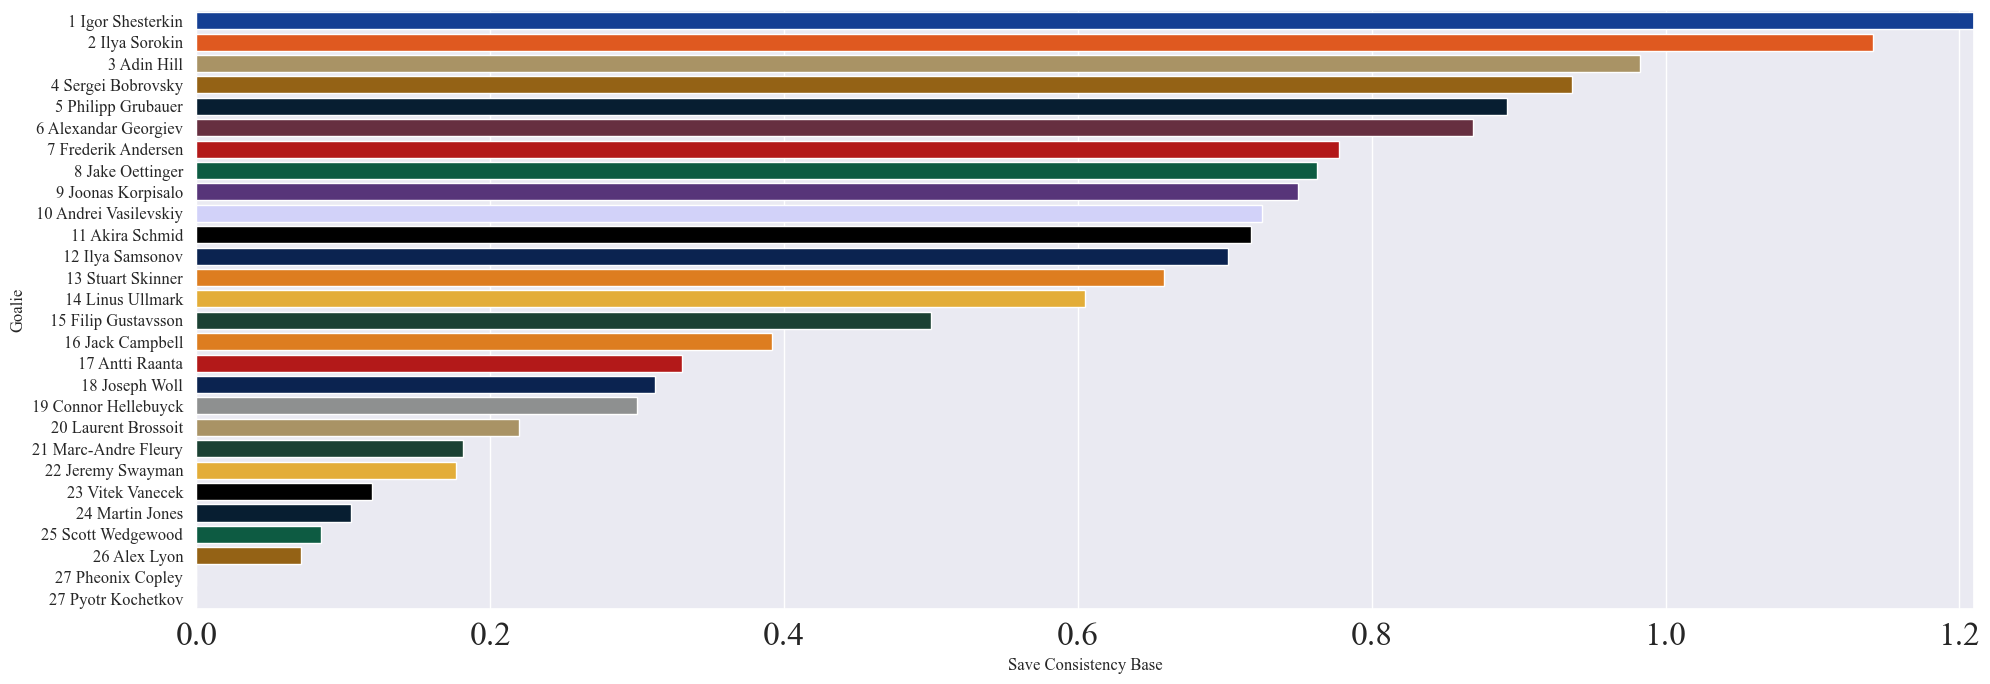 1 Igor Shesterkin
2 Ilya Sorokin
3 Adin Hill
4 Sergei Bobrovsky
5 Philipp Grubauer
6 Alexandar Georgiev
7 Frederik Andersen
8 Jake Oettinger
9 Joonas Korpisalo
10 Andrei Vasilevskiy
11 Akira Schmid
12 Ilya Samsonov
13 Stuart Skinner
14 Linus Ullmark
15 Filip Gustavsson
16 Jack Campbell
17 Antti Raanta
18 Joseph Woll
19 Connor Hellebuyck
20 Laurent Brossoit
21 Marc-Andre Fleury
22 Jeremy Swayman
23 Vitek Vanecek
24 Martin Jones
25 Scott Wedgewood
26 Alex Lyon
27 Pheonix Copley
27 Pyotr Kochetkov
Goalie
0.0 0.2 0.4 0.6 0.8 1.0 1.2
Save Consistency Base